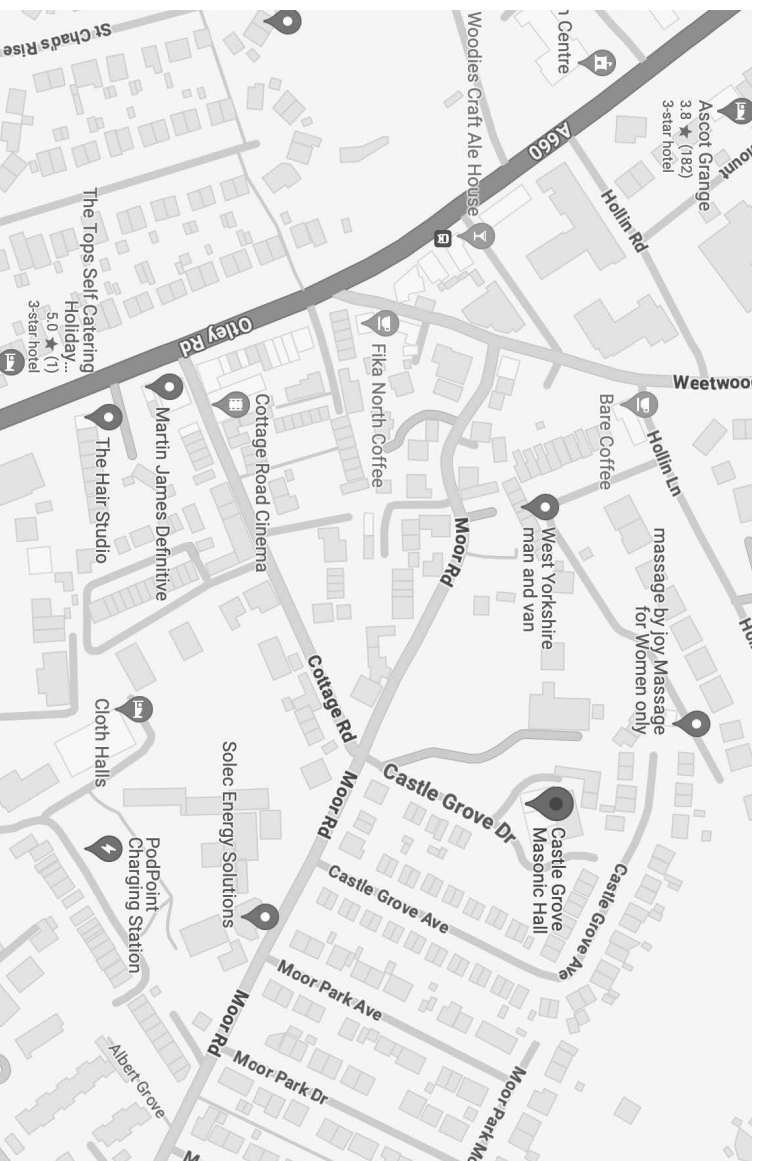 St Chad's Rise
n Centre
Woodies Craft Ale House
A660
Ascot Grange
3.8 ★ (182)
3-star hotel
Hollin Rd
The Tops Self Catering
Holiday...
5.0 ★ (1)
3-star hotel
Otley Rd
Martin James Definitive
The Hair Studio
Cottage Road Cinema
Fika North Coffee
Weetwoo
Bare Coffee
Hollin Ln
Moor Rd
West Yorkshire
man and van
massage by joy Massage
for Women only
Cottage Rd
Cloth Halls
Solec Energy Solutions
Moor Rd
Castle Grove Dr
Castle Grove
Masonic Hall
PodPoint
Charging Station
Castle Grove Ave
Castle Grove Ave
Moor Park Ave
Moor Rd
Moor Park Dr
Albert Grove
Moor Park Mo